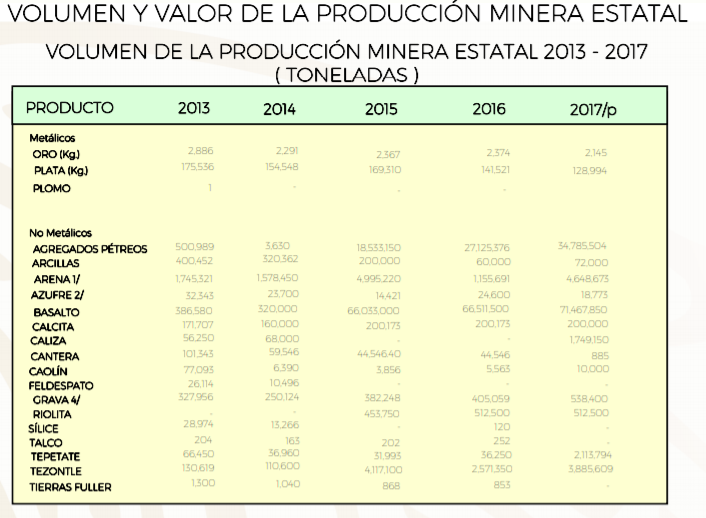 VOLUMEN Y VALOR DE LA PRODUCCIÓN MINERA ESTATAL
VOLUMEN DE LA PRODUCCIÓN MINERA ESTATAL 2013 - 2017
( TONELADAS )
PRODUCTO 2013 2014 2015 2016 2017/p
Metálicos
ORO (Kg.) 2,886 2,291 2,367 2,374 2,145
PLATA (Kg.) 175,536 154,548 169,310 141,521 128,994
PLOMO 1 - - -
No Metálicos
AGREGADOS PÉTREOS 500,989 3,630 18,533,150 27,125,376 34,785,504
ARCILLAS 400,452 320,362 200,000 60,000 72,000
ARENA 1/ 1,745,321 1,578,450 4,995,220 1,155,691 4,648,673
AZUFRE 2/ 32,343 23,700 14,421 24,600 18,773
BASALTO 386,580 320,000 66,033,000 66,511,500 71,467,850
CALCITA 171,707 160,000 200,173 200,173 200,000
CALIZA 56,250 68,000 - - 1,749,150
CANTERA 101,343 59,546 44,546.40 44,546 885
CAOLÍN 77,093 6,390 3,856 5,563 10,000
FELDESPATO 26,114 10,496 - - -
GRAVA 4/ 327,956 250,124 382,248 405,059 538,400
RIOLITA - - 453,750 512,500 512,500
SÍLICE 28,974 13,266 - 120 -
TALCO 204 163 202 252 -
TEPETATE 66,450 36,960 31,993 36,250 2,113,794
TEZONTLE 130,619 110,600 4,117,100 2,571,350 3,885,609
TIERRAS FULLER 1,300 1,040 868 853 -